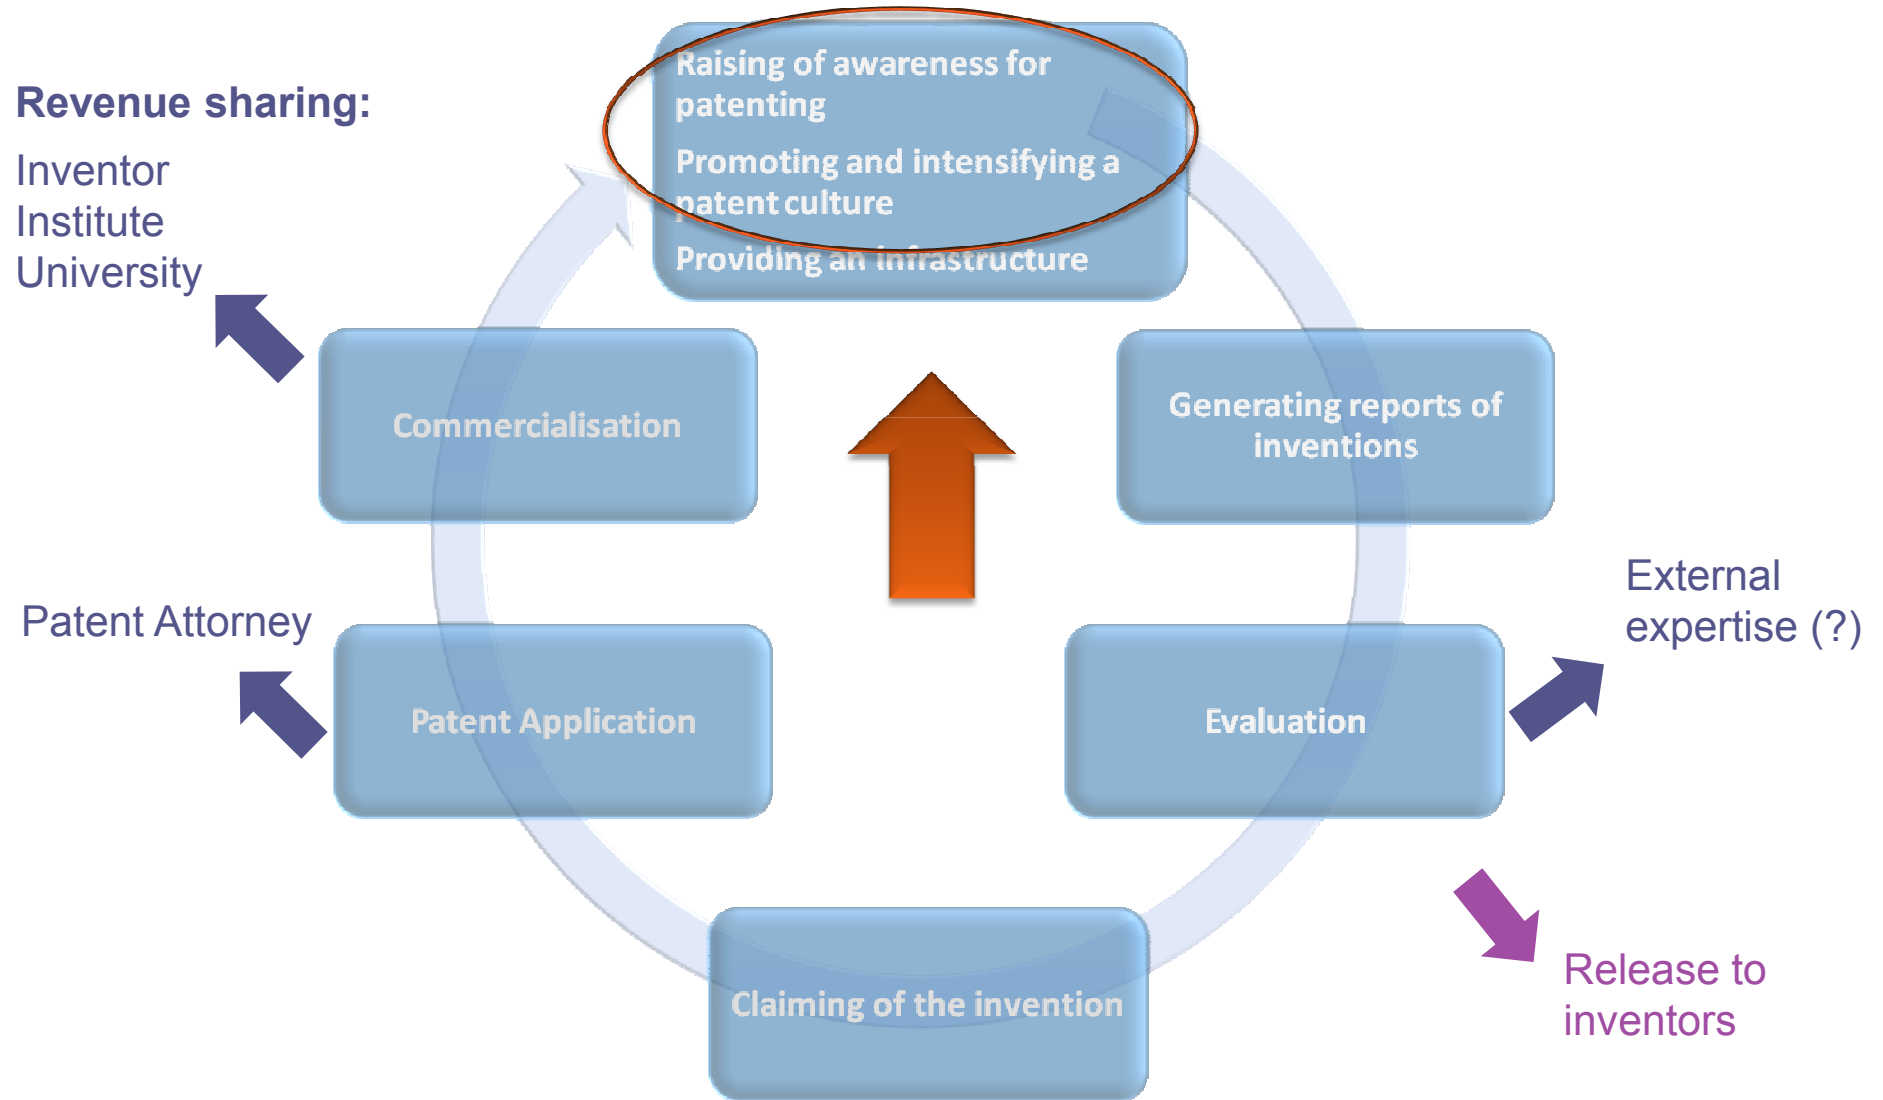 Raising of awareness for
patenting
Promoting and intensifying a
patent culture
Providing an infrastructure
Revenue sharing:
Inventor
Institute
University
Commercialisation
Generating reports of
inventions
External
expertise (?)
Patent Attorney
Patent Application
Evaluation
Claiming of the invention
Release to
inventors